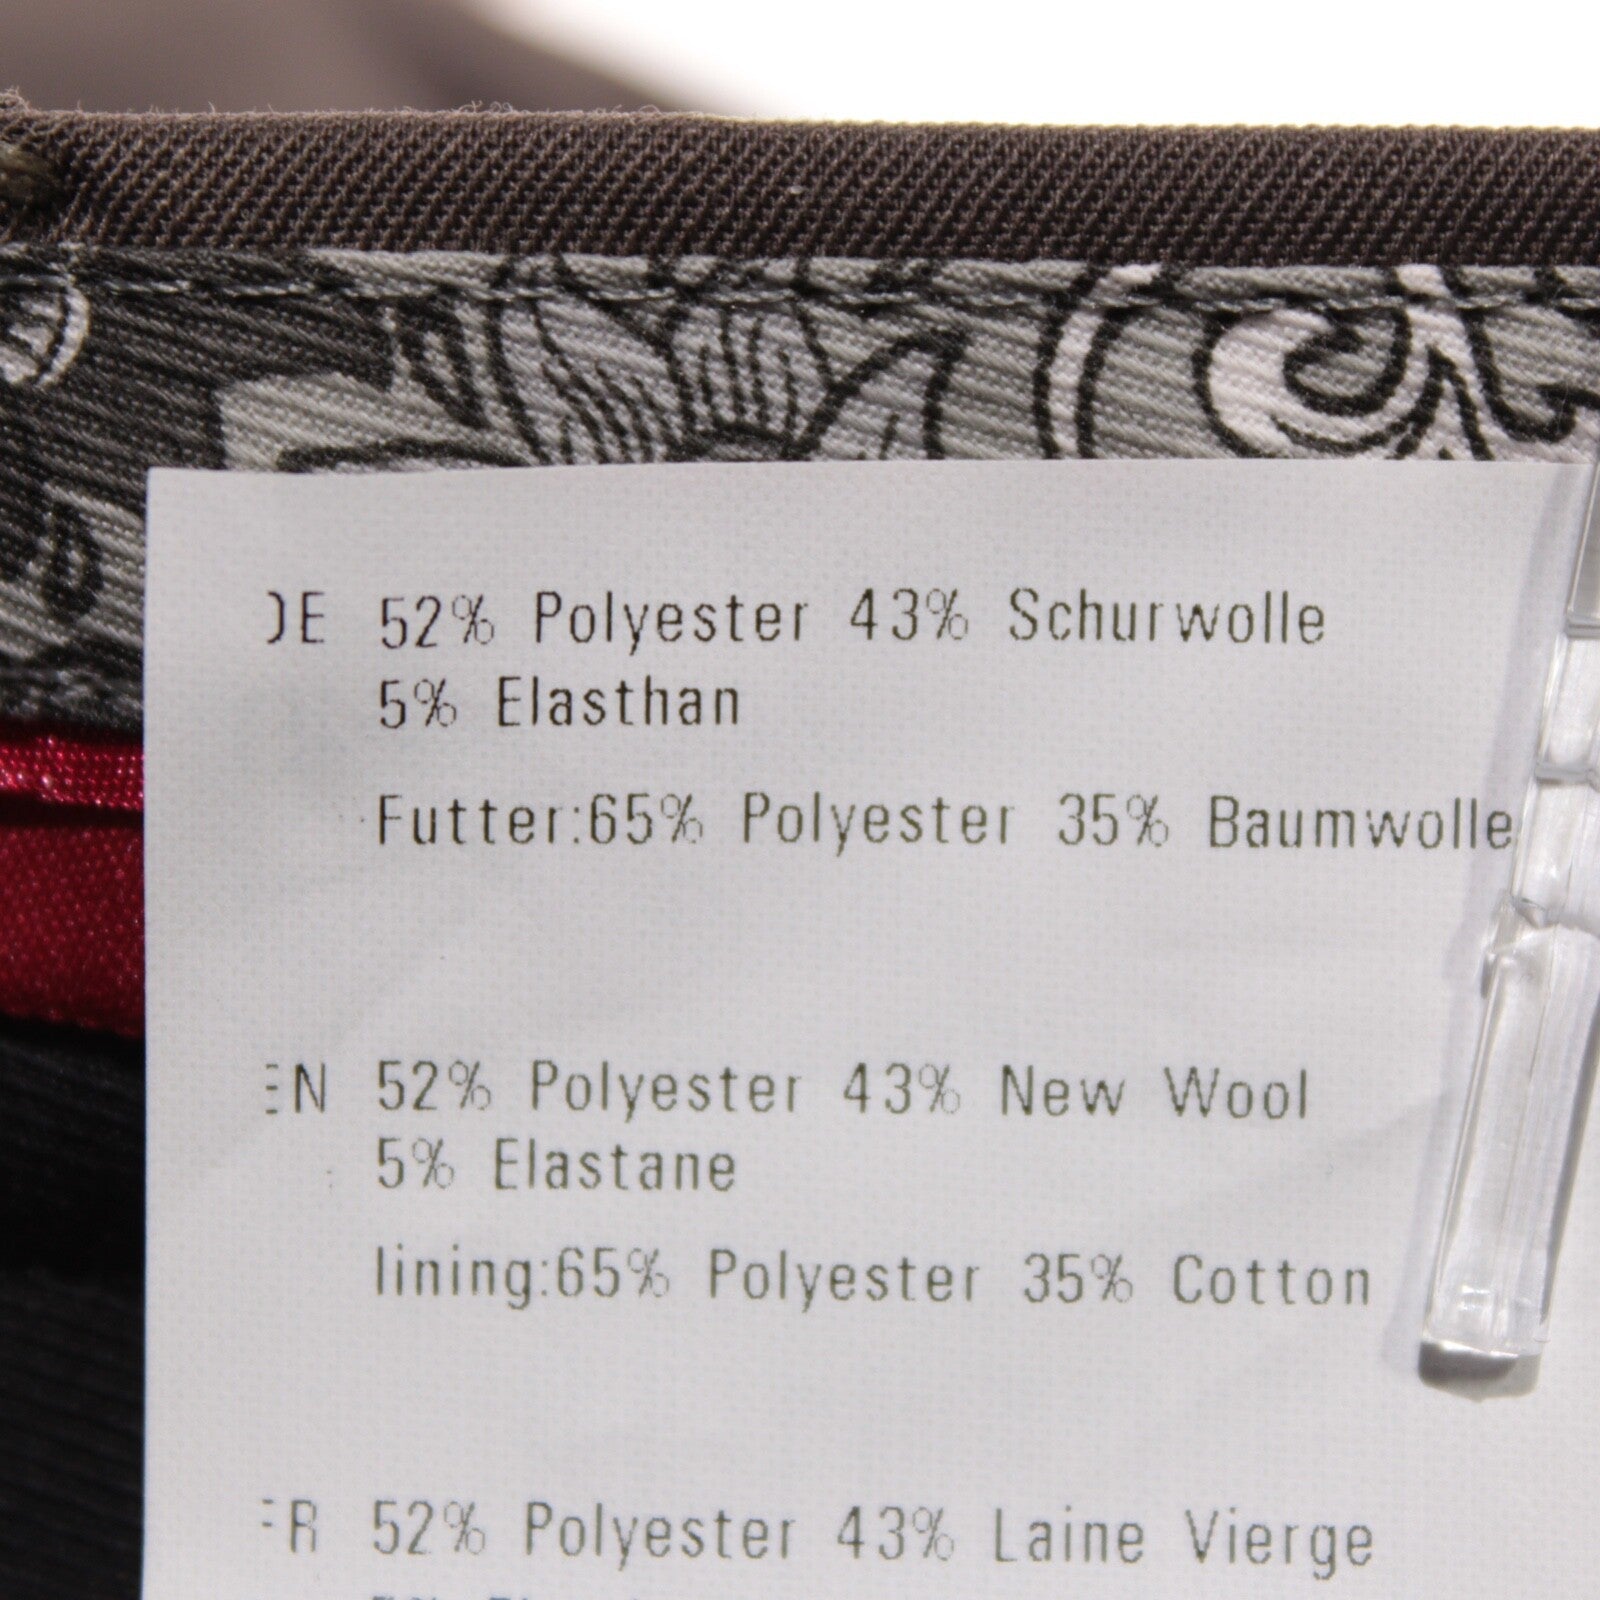 DE 52% Polyester 43% Schurwolle
5% Elasthan
Futter:65% Polyester 35% Baumwolle
EN 52% Polyester 43% New Wool
5% Elastane
lining:65% Polyester 35% Cotton
FR 52% Polyester 43% Laine Vierge